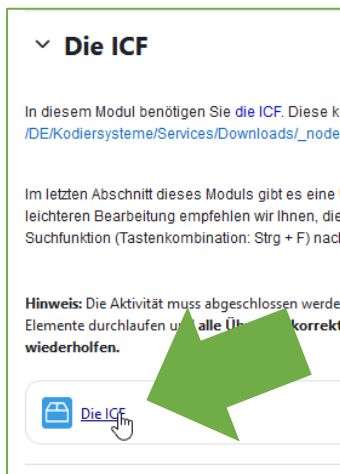 Die ICF
In diesem Modul benötigen Sie die ICF. Diese k
/DE/Kodiersysteme/Services/Downloads/_node
Im letzten Abschnitt dieses Moduls gibt es eine
leichteren Bearbeitung empfehlen wir Ihnen, die
Suchfunktion (Tastenkombination: Strg + F) nach
Hinweis: Die Aktivität muss abgeschlossen werde
Elemente durchlaufen alle korrekt
wiederholfen.
Die ICF